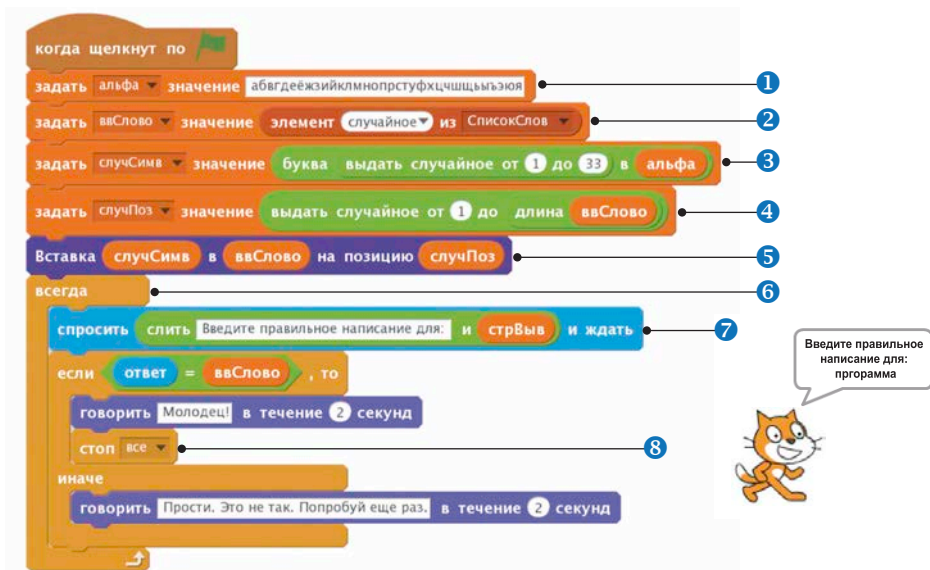 когда щелкнут по
задать альфа значение абвгдеёжзийклмнопрстуфхцчшщьыъэюя 1
задать ввСлово значение элемент случайное из СписокСлов 2
задать случСимв значение буква выдать случайное от 1 до 33 в альфа 3
задать случПоз значение выдать случайное от 1 до длина ввСлово 4
Вставка случСимв в ввСлово на позицию случПоз 5
всегда 6
спросить слить Введите правильное написание для: и стрВыв и ждать 7
если ответ = ввСлово , то
говорить Молодец! в течение 2 секунд
стоп все 8
иначе
говорить Прости. Это не так. Попробуй еще раз. в течение 2 секунд
Введите правильное
написание для:
пргорамма